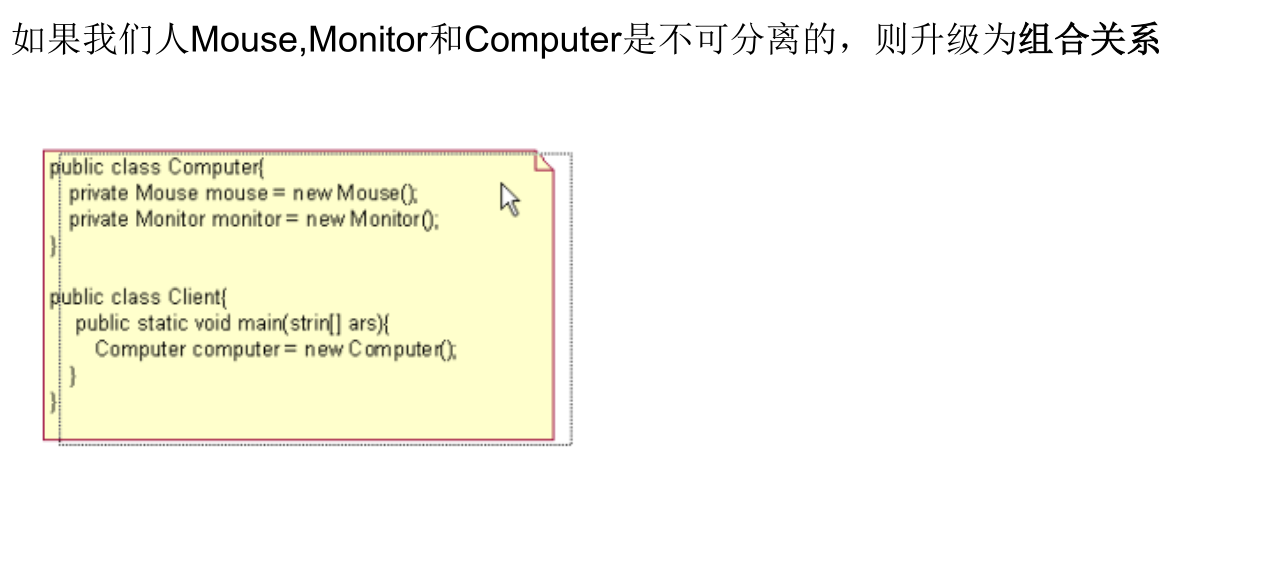 如果我们人Mouse,Monitor和Computer是不可分离的，则升级为组合关系
public class Computer{
private Mouse mouse = new Mouse();
private Monitor monitor = new Monitor();
}
public class Client{
public static void main(strin[] ars){
Computer computer = new Computer();
}
}